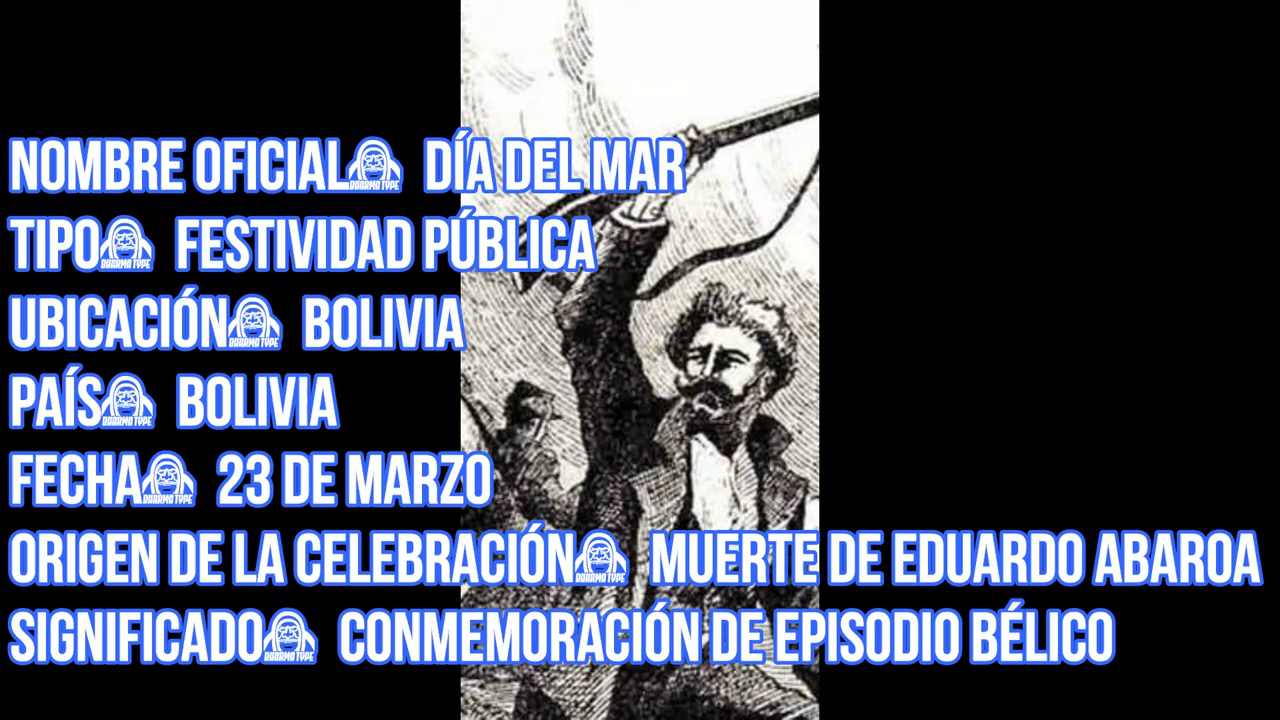 NOMBRE OFICIAL DÍA DEL MAR
TIPO FESTIVIDAD PÚBLICA
UBICACIÓN BOLIVIA
PAÍS BOLIVIA
FECHA 23 DE MARZO
ORIGEN DE LA CELEBRACIÓN MUERTE DE EDUARDO ABAROA
SIGNIFICADO CONMEMORACIÓN DE EPISODIO BÉLICO